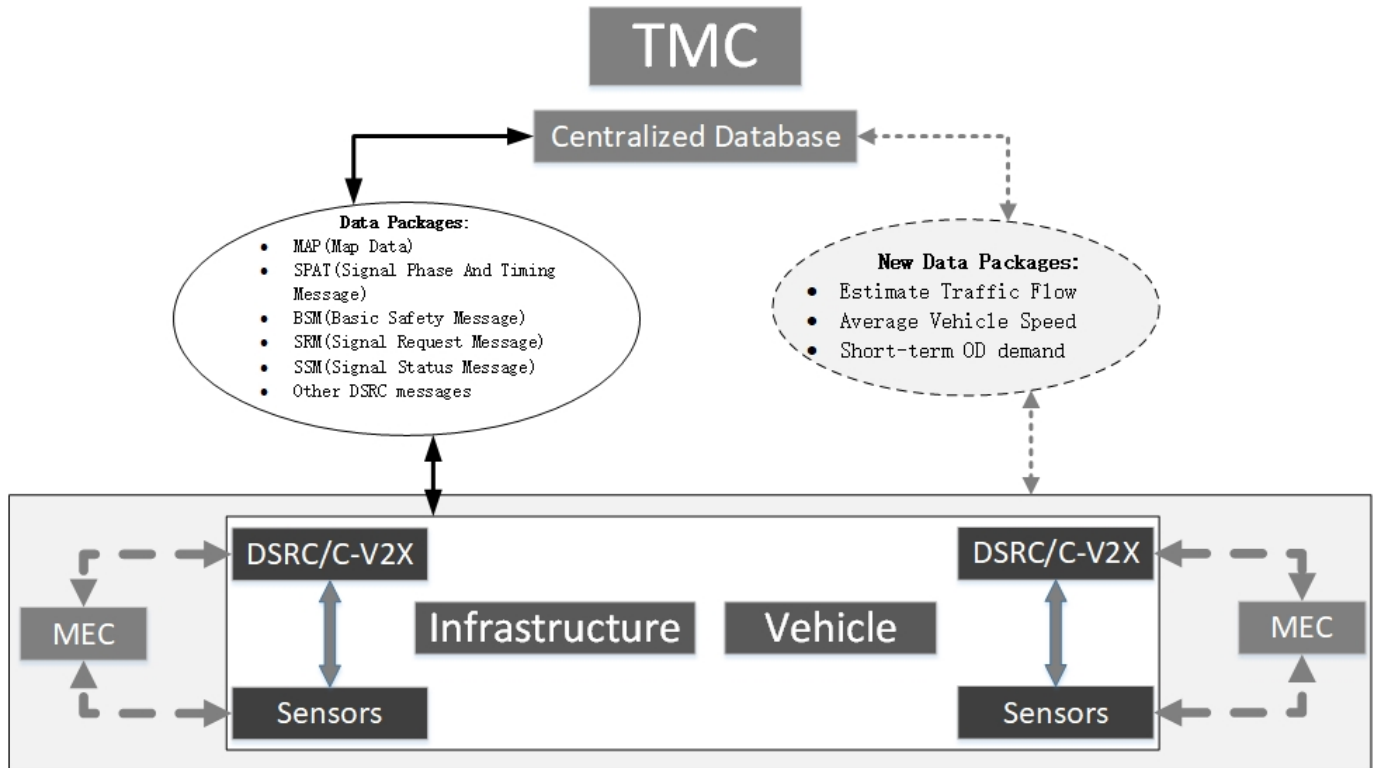 TMC
Centralized Database
Data Packages:
• MAP(Map Data)
• SPAT(Signal Phase And Timing
Message)
• BSM(Basic Safety Message)
• SRM(Signal Request Message)
• SSM(Signal Status Message)
• Other DSRC messages
New Data Packages:
• Estimate Traffic Flow
• Average Vehicle Speed
• Short-term OD demand
DSRC/C-V2X
DSRC/C-V2X
MEC
Infrastructure
Vehicle
MEC
Sensors
Sensors